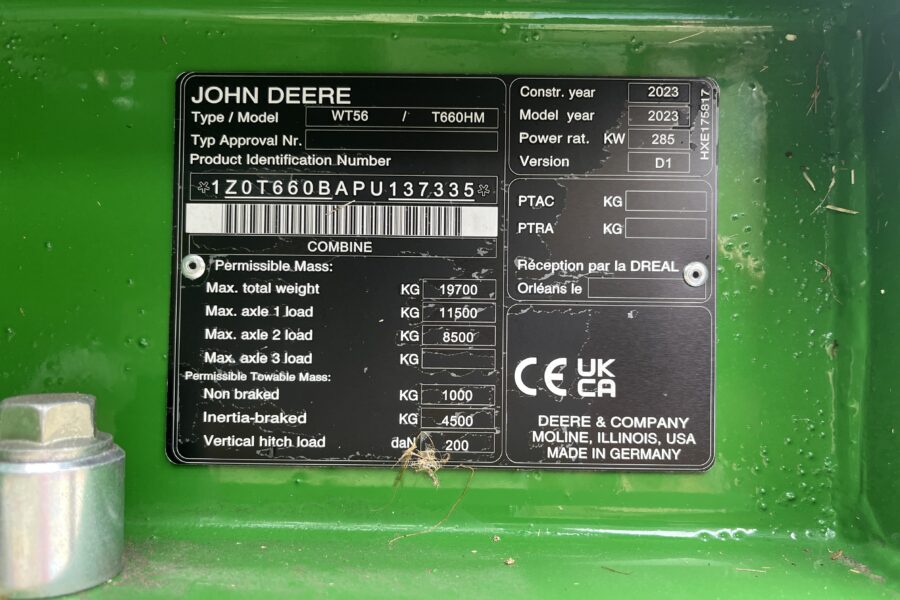 JOHN DEERE
Type / Model WT56 / T660HM
Typ Approval Nr.
Product Identification Number
*1Z0T660BAPU137335*
COMBINE
Permissible Mass:
Max. total weight KG 19700
Max. axle 1 load KG 11500
Max. axle 2 load KG 8500
Max. axle 3 load KG
Permissible Towable Mass:
Non braked KG 1000
Inertia-braked KG 4500
Vertical hitch load daN 200
Constr. year 2023
Model year 2023
Power rat. KW 285
Version D1
HXE175817
PTAC KG
PTRA KG
Réception par la DREAL
Orléans le
CE UK
CA
DEERE & COMPANY
MOLINE, ILLINOIS, USA
MADE IN GERMANY